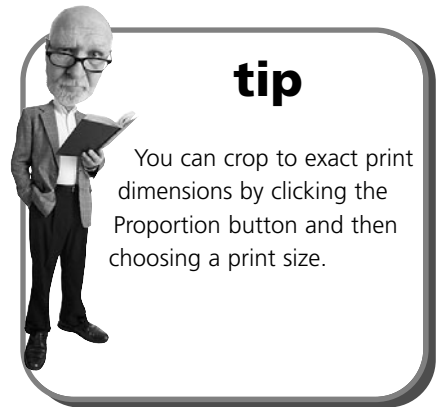 tip
You can crop to exact print
dimensions by clicking the
Proportion button and then
choosing a print size.